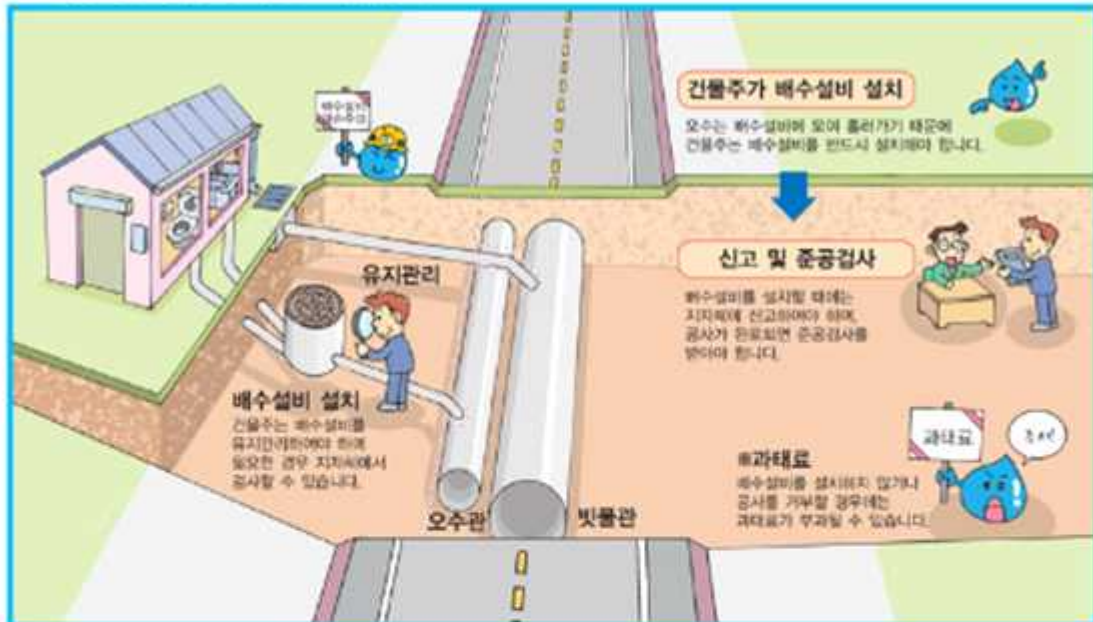 건물주가 배수설비 설치
오수는 배수설비에 모여 흘러가기 때문에
건물주는 배수설비를 반드시 설치해야 합니다.
배수설비
신고 및 준공검사
배수설비를 설치할 때에는
지자체에 신고하여야 하며,
공사가 완료되면 준공검사를
받아야 합니다.
유지관리
배수설비 설치
건물주는 배수설비를
유지관리하여야 하며
필요한 경우 지자체에서
검사할 수 있습니다.
오수관
빗물관
과태료
※과태료
배수설비를 설치하지 않거나
공사를 거부할 경우에는
과태료가 부과될 수 있습니다.